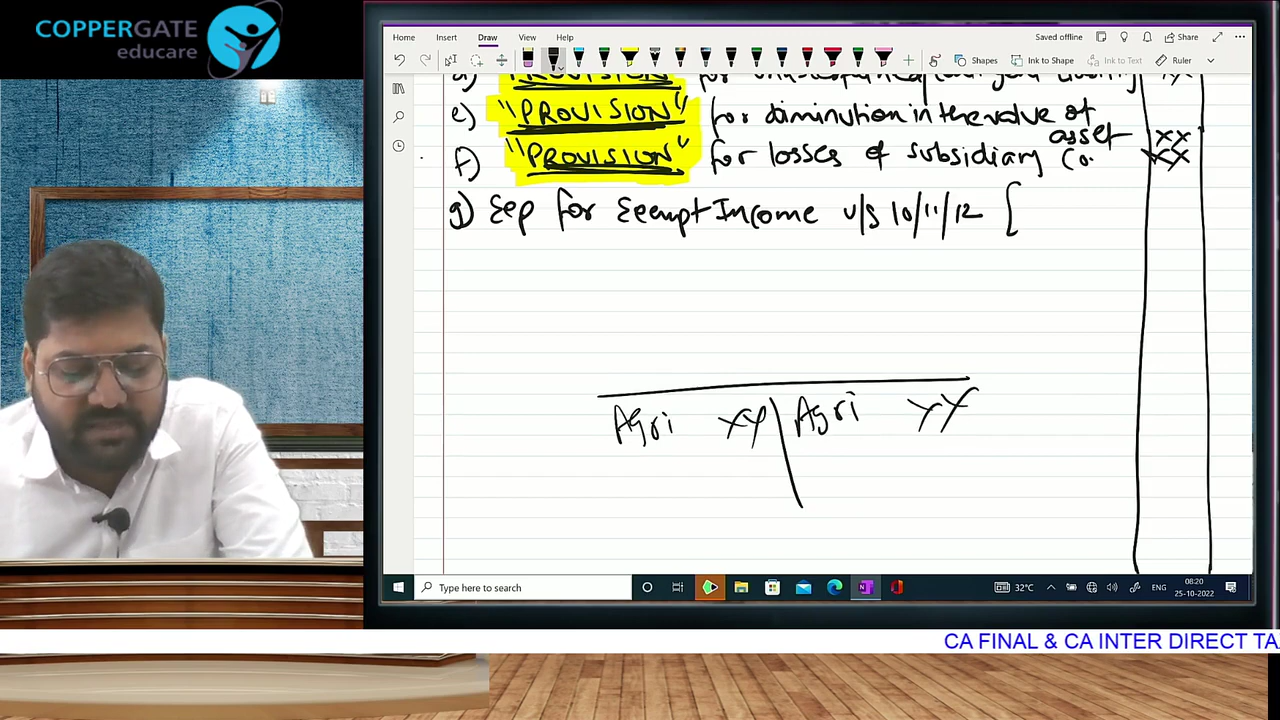 COPPERGATE
educare
Home Insert Draw View Help
Saved offline
Share
Shapes
Ink to Shape
Ink to Text
Ruler
"PROVISION" for
e) "PROVISION" for diminution in the value of
asset XX
f) "PROVISION" for losses of subsidiary Co. XX
g) Exp for Exempt Income u/s 10/11/12 [
Agri XX Agri YY
Type here to search
32°C
ENG
08:20
25-10-2022
CA FINAL & CA INTER DIRECT TA